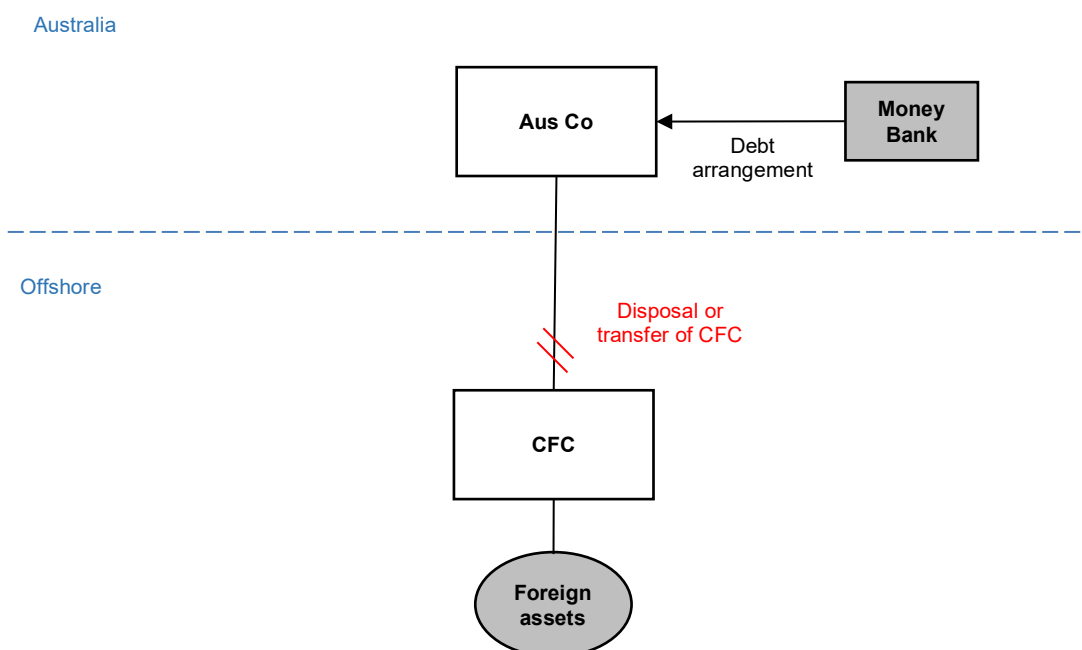 Australia
Aus Co
Money
Bank
Debt
arrangement
Offshore
Disposal or
transfer of CFC
CFC
Foreign
assets